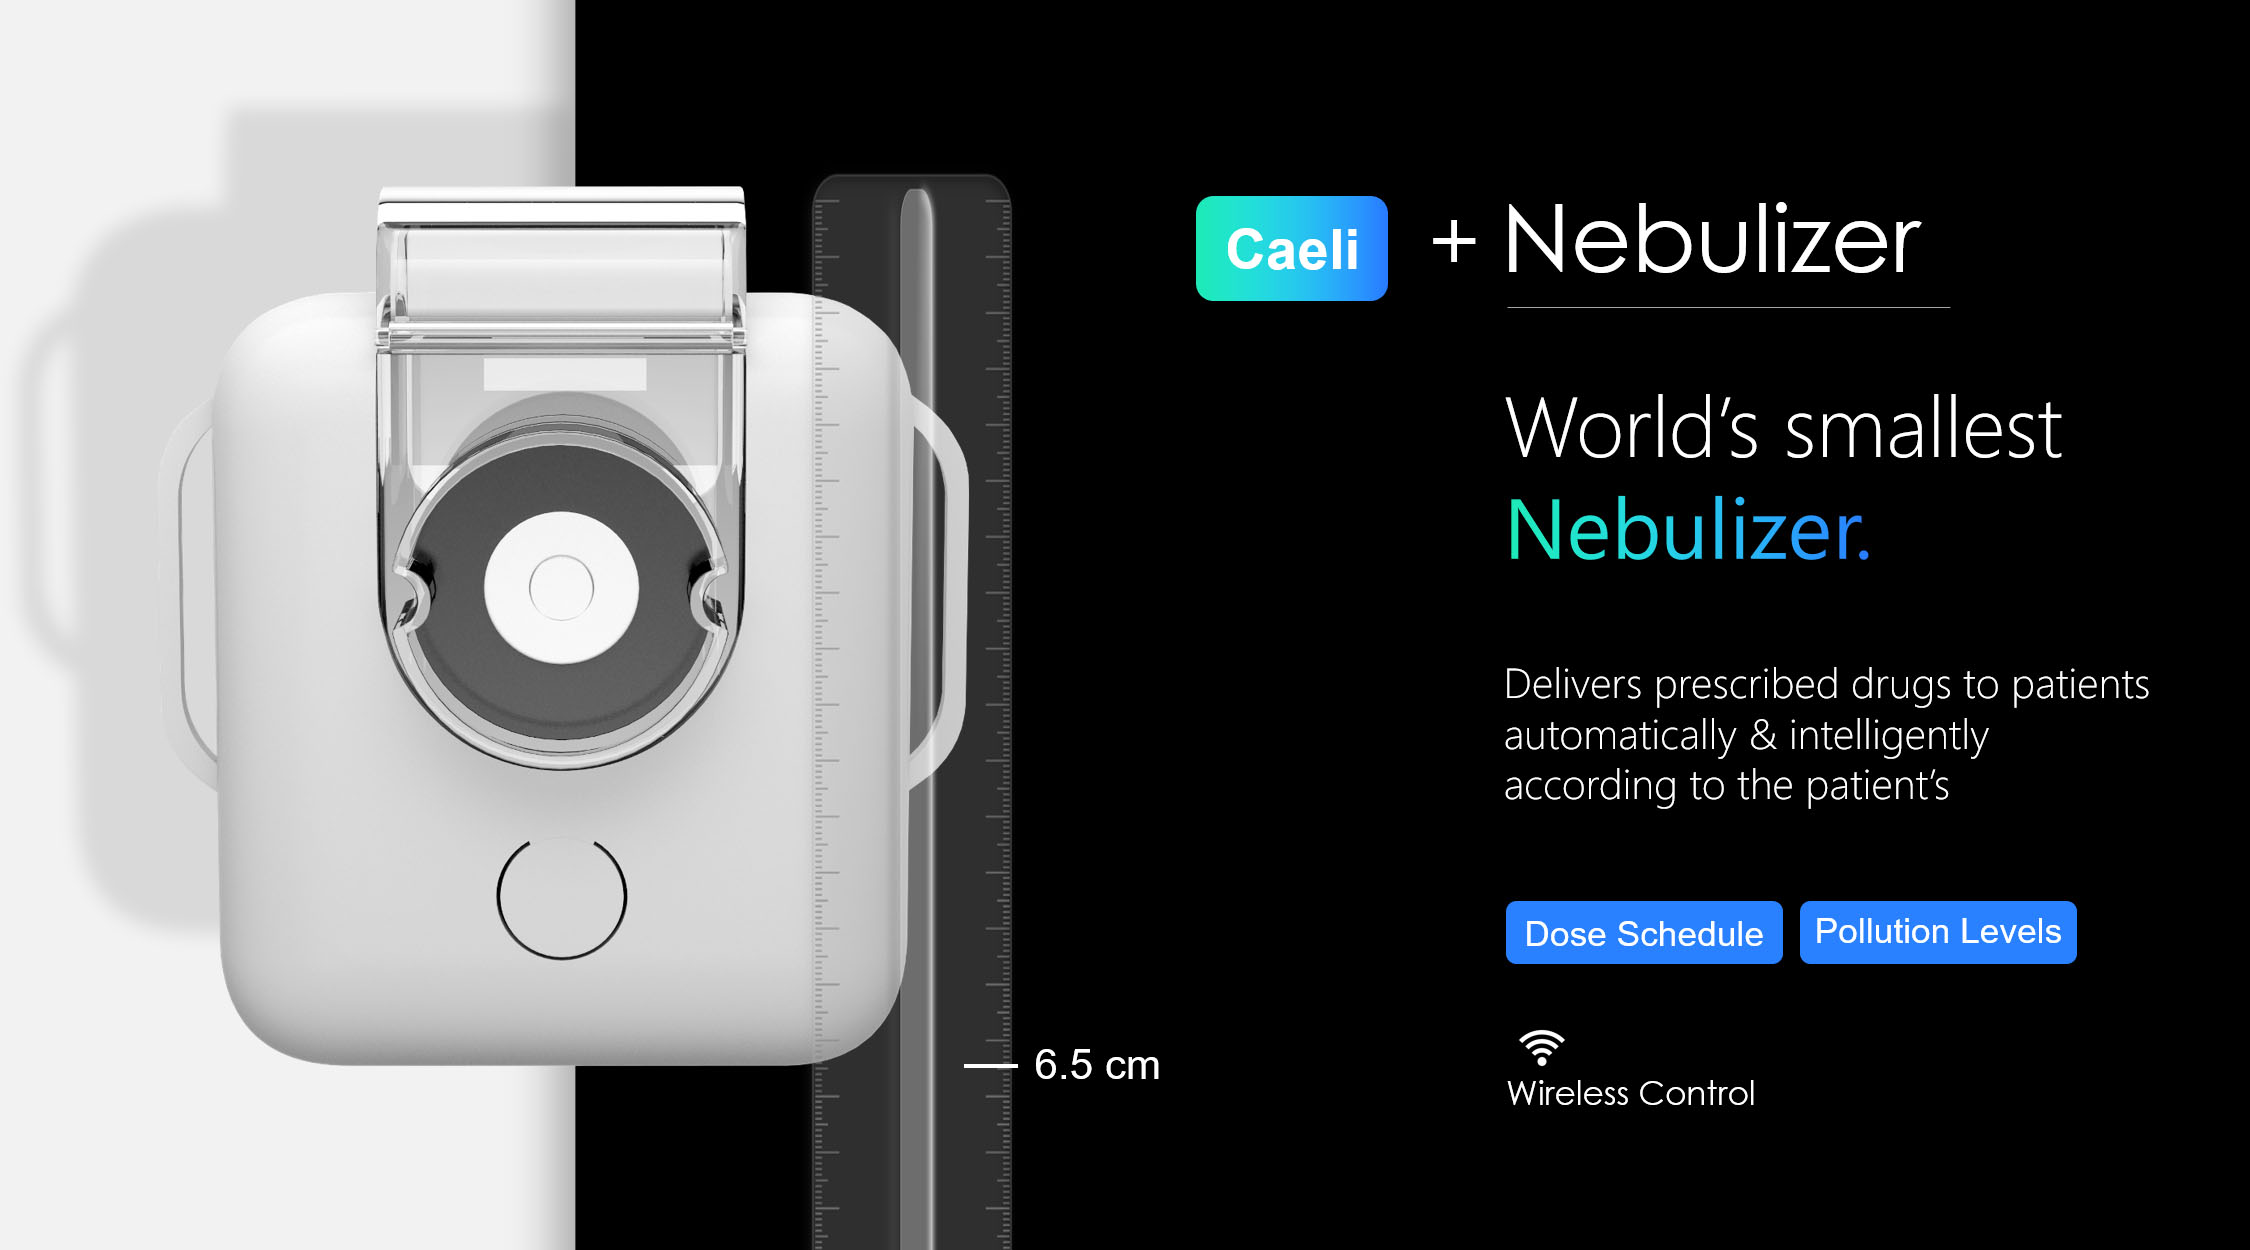 Caeli + Nebulizer
World's smallest
Nebulizer.
Delivers prescribed drugs to patients
automatically & intelligently
according to the patient's
Dose Schedule Pollution Levels
6.5 cm
Wireless Control